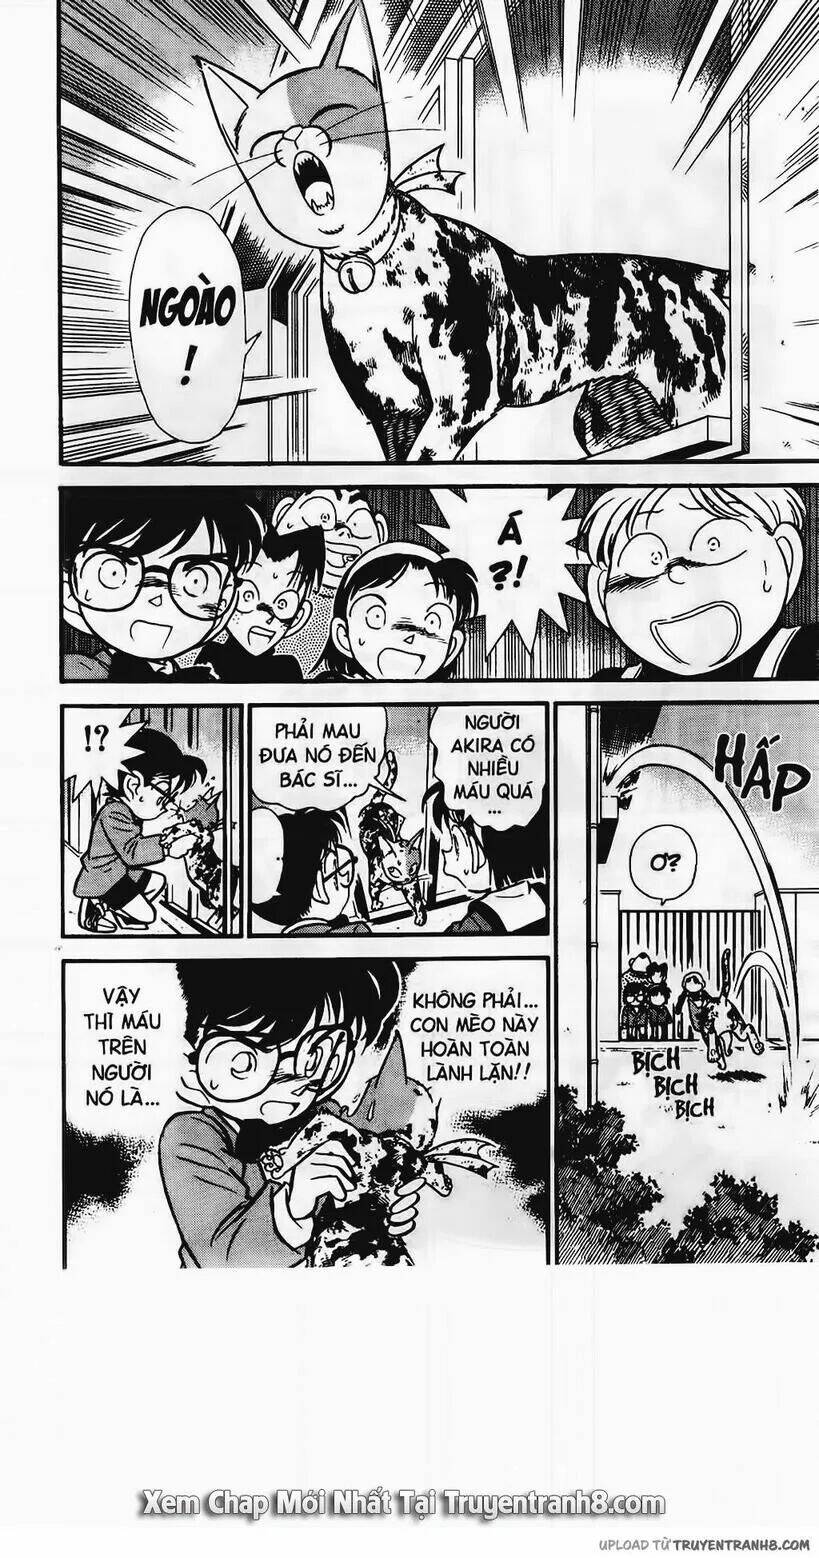 NGOÀO
!
Á
?!
HẤP
Ơ?
BỊCH
BỊCH
BỊCH
NGƯỜI
AKIRA CÓ
NHIỀU
MÁU QUÁ
...
PHẢI MAU
ĐƯA NÓ ĐẾN
BÁC SĨ...
!?
KHÔNG PHẢI...
CON MÈO NÀY
HOÀN TOÀN
LÀNH LẶN!!
VẬY
THÌ MÁU
TRÊN
NGƯỜI
NÓ LÀ...
Xem Chap Mới Nhất Tại Truyentranh8.com
UPLOAD TỪ TRUYENTRANH8.COM